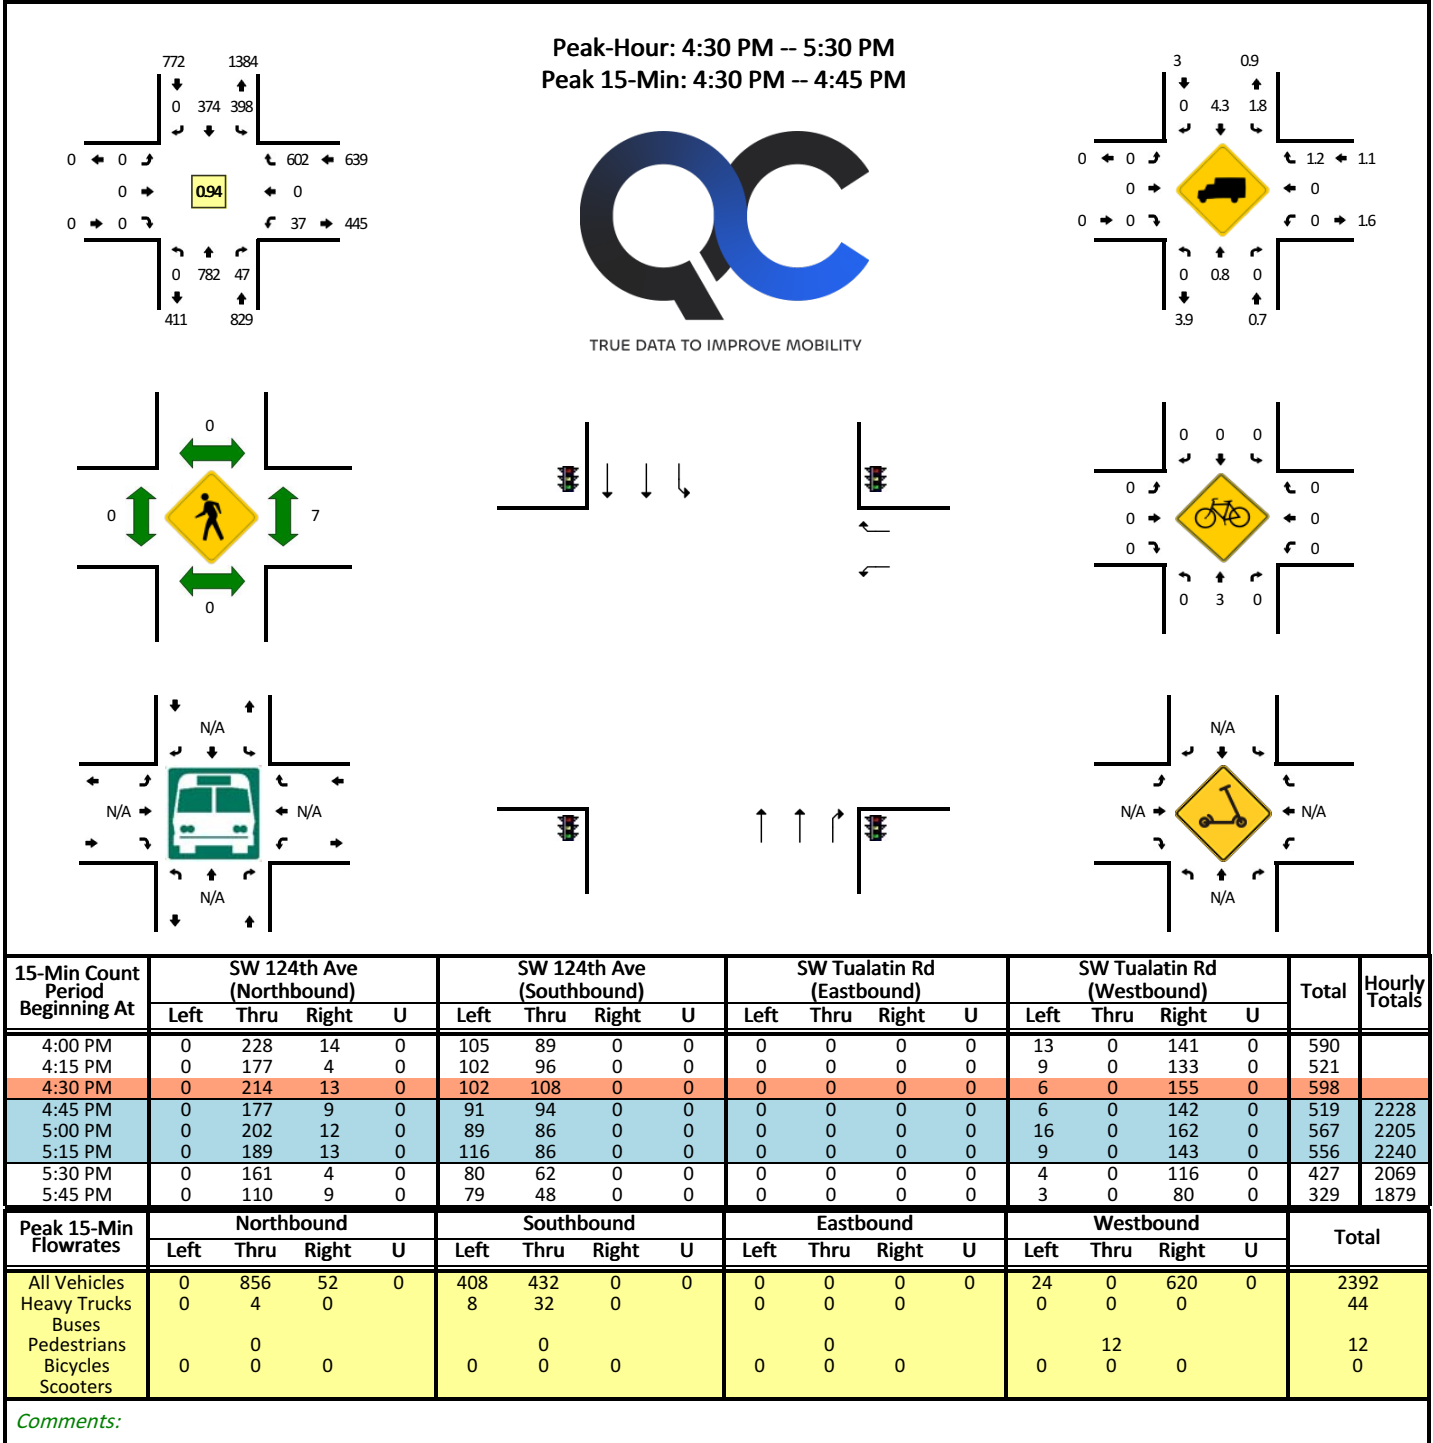 Peak-Hour: 4:30 PM -- 5:30 PM
Peak 15-Min: 4:30 PM -- 4:45 PM
772 1384
0 374 398
0 0 602 639
0 0.94 0
0 0 37 445
0 782 47
411 829
TRUE DATA TO IMPROVE MOBILITY
3 0.9
0 4.3 1.8
0 0 1.2 1.1
0 0
0 0 0 1.6
0 0.8 0
3.9 0.7
0
0 7
0
0 0 0
0 0
0 0
0 0
0 3 0
N/A
N/A N/A
N/A
N/A
N/A N/A
N/A
15-Min Count Period Beginning At SW 124th Ave (Northbound) SW 124th Ave (Southbound) SW Tualatin Rd (Eastbound) SW Tualatin Rd (Westbound) Total Hourly Totals
Left Thru Right U Left Thru Right U Left Thru Right U Left Thru Right U
4:00 PM 0 228 14 0 105 89 0 0 0 0 0 0 13 0 141 0 590
4:15 PM 0 177 4 0 102 96 0 0 0 0 0 0 9 0 133 0 521
4:30 PM 0 214 13 0 102 108 0 0 0 0 0 0 6 0 155 0 598
4:45 PM 0 177 9 0 91 94 0 0 0 0 0 0 6 0 142 0 519 2228
5:00 PM 0 202 12 0 89 86 0 0 0 0 0 0 16 0 162 0 567 2205
5:15 PM 0 189 13 0 116 86 0 0 0 0 0 0 9 0 143 0 556 2240
5:30 PM 0 161 4 0 80 62 0 0 0 0 0 0 4 0 116 0 427 2069
5:45 PM 0 110 9 0 79 48 0 0 0 0 0 0 3 0 80 0 329 1879
Peak 15-Min Flowrates Northbound Southbound Eastbound Westbound Total
Left Thru Right U Left Thru Right U Left Thru Right U Left Thru Right U
All Vehicles 0 856 52 0 408 432 0 0 0 0 0 0 24 0 620 0 2392
Heavy Trucks 0 4 0 8 32 0 0 0 0 0 0 0 44
Buses
Pedestrians 0 0 0 12 12
Bicycles 0 0 0 0 0 0 0 0 0 0 0 0 0
Scooters
Comments: